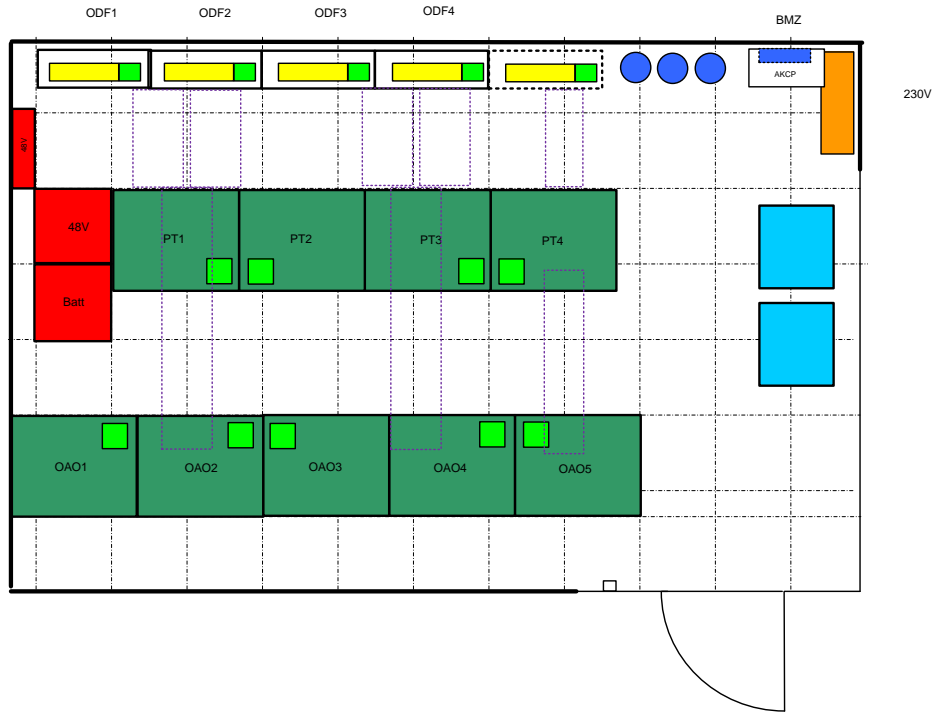 ODF1
ODF2
ODF3
ODF4
BMZ
AKCP
230V
48V
48V
PT1
PT2
PT3
PT4
Batt
OAO1
OAO2
OAO3
OAO4
OAO5